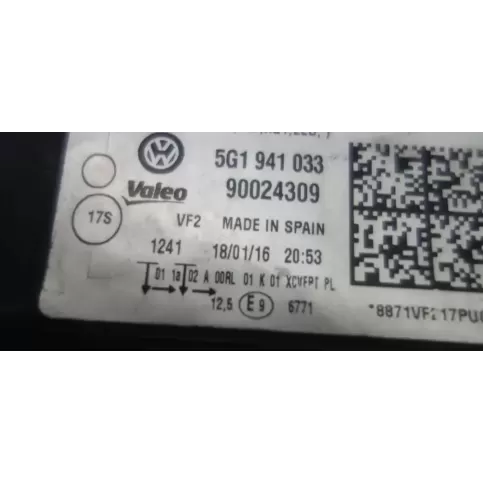 5G1 941 033
Valeo 90024309
17S VF2 MADE IN SPAIN
1241 18/01/16 20:53
01 1a 02 A 00RL 01 K 01 XCVFPT PL
12,5 E9 6771